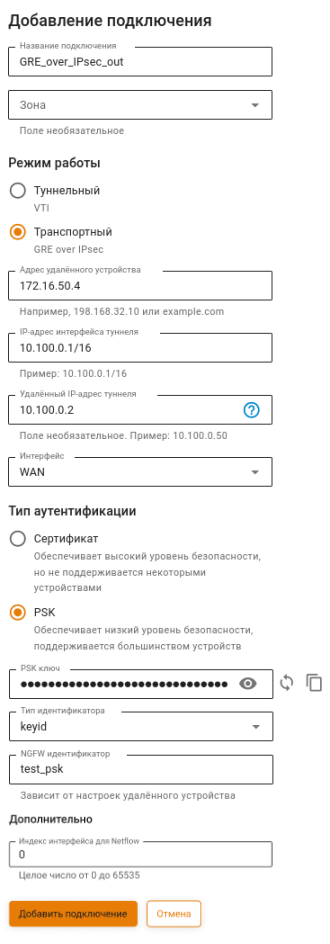 Добавление подключения
Название подключения
GRE_over_IPsec_out
Зона
Поле необязательное
Режим работы
Туннельный
VTI
Транспортный
GRE over IPsec
Адрес удалённого устройства
172.16.50.4
Например, 198.168.32.10 или example.com
IP-адрес интерфейса туннеля
10.100.0.1/16
Пример: 10.100.0.1/16
Удалённый IP-адрес туннеля
10.100.0.2
?
Поле необязательное. Пример: 10.100.0.50
Интерфейс
WAN
Тип аутентификации
Сертификат
Обеспечивает высокий уровень безопасности,
но не поддерживается некоторыми
устройствами
PSK
Обеспечивает низкий уровень безопасности,
поддерживается большинством устройств
PSK ключ
Тип идентификатора
keyid
NGFW идентификатор
test_psk
Зависит от настроек удалённого устройства
Дополнительно
Индекс интерфейса для Netflow
0
Целое число от 0 до 65535
Добавить подключение
Отмена